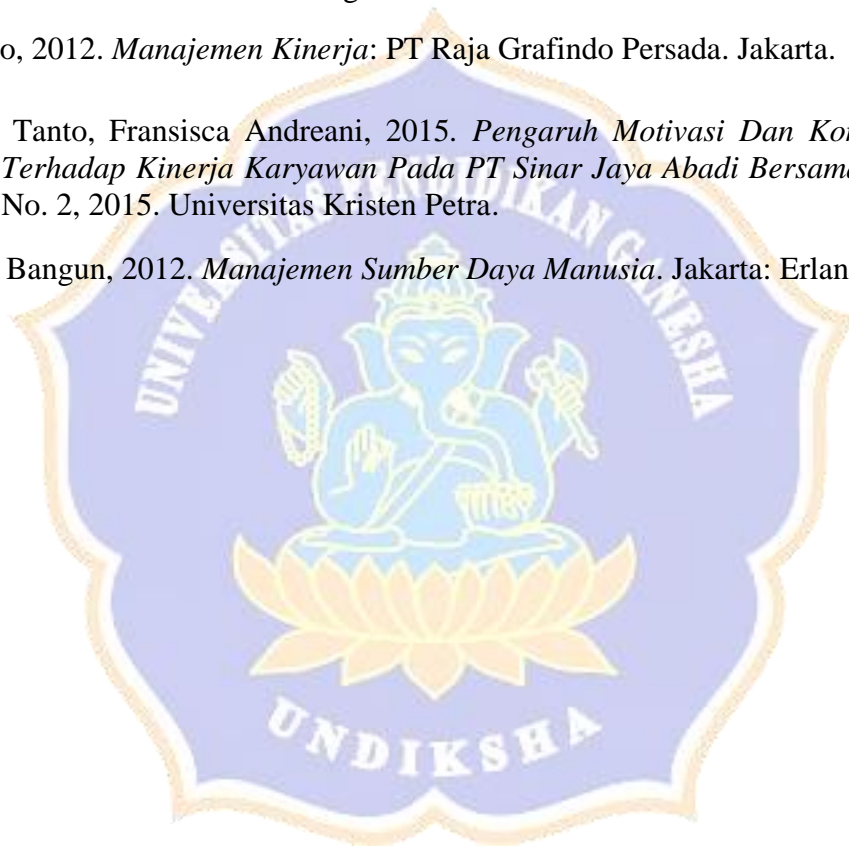 o, 2012. Manajemen Kinerja: PT Raja Grafindo Persada. Jakarta.
Tanto, Fransisca Andreani, 2015. Pengaruh Motivasi Dan Kor
Terhadap Kinerja Karyawan Pada PT Sinar Jaya Abadi Bersama
No. 2, 2015. Universitas Kristen Petra.
Bangun, 2012. Manajemen Sumber Daya Manusia. Jakarta: Erlan
UNIVERSITAS PENDIDIKAN GANESHA
UNDIKSHA